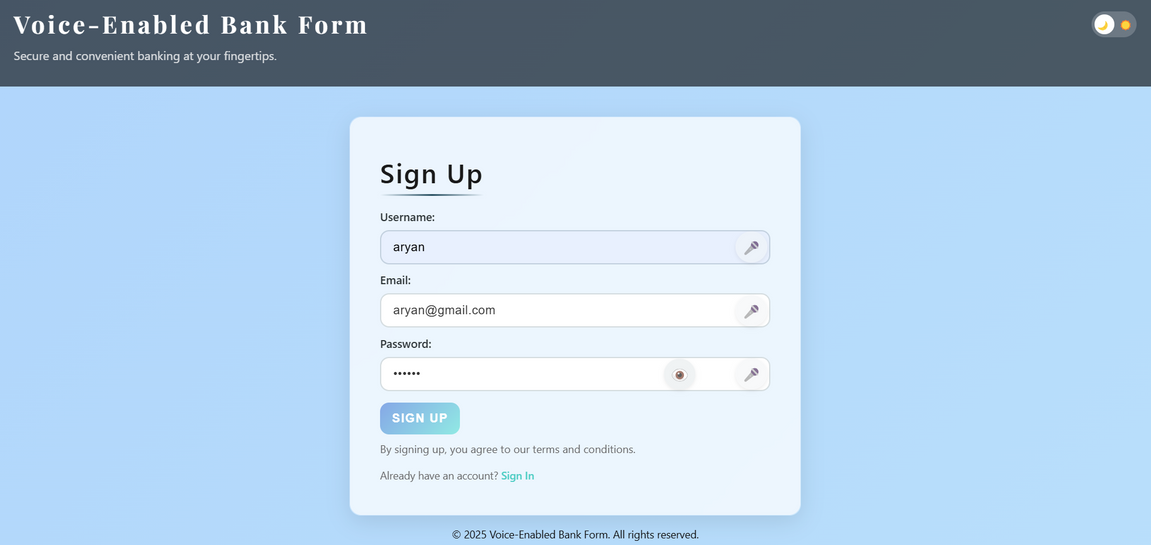 Voice-Enabled Bank Form
Secure and convenient banking at your fingertips.
Sign Up
Username:
aryan
Email:
aryan@gmail.com
Password:
••••••
SIGN UP
By signing up, you agree to our terms and conditions.
Already have an account? Sign In
© 2025 Voice-Enabled Bank Form. All rights reserved.